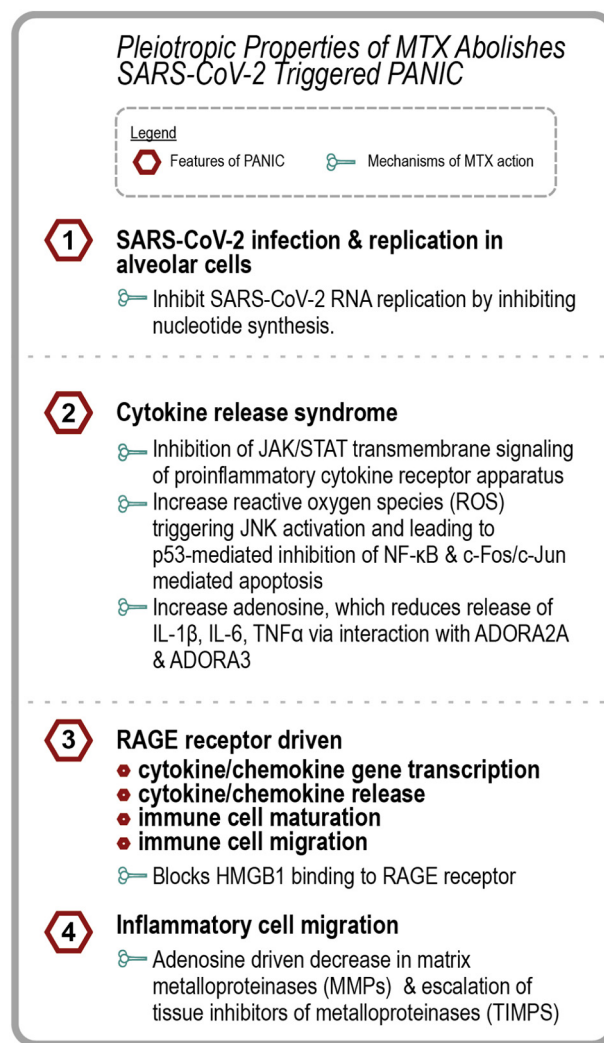 Pleiotropic Properties of MTX Abolishes
SARS-CoV-2 Triggered PANIC
Legend
Features of PANIC
Mechanisms of MTX action
1
SARS-CoV-2 infection & replication in
alveolar cells
Inhibit SARS-CoV-2 RNA replication by inhibiting
nucleotide synthesis.
2
Cytokine release syndrome
Inhibition of JAK/STAT transmembrane signaling
of proinflammatory cytokine receptor apparatus
Increase reactive oxygen species (ROS)
triggering JNK activation and leading to
p53-mediated inhibition of NF-κB & c-Fos/c-Jun
mediated apoptosis
Increase adenosine, which reduces release of
IL-1β, IL-6, TNFα via interaction with ADORA2A
& ADORA3
3
RAGE receptor driven
cytokine/chemokine gene transcription
cytokine/chemokine release
immune cell maturation
immune cell migration
Blocks HMGB1 binding to RAGE receptor
4
Inflammatory cell migration
Adenosine driven decrease in matrix
metalloproteinases (MMPs) & escalation of
tissue inhibitors of metalloproteinases (TIMPS)